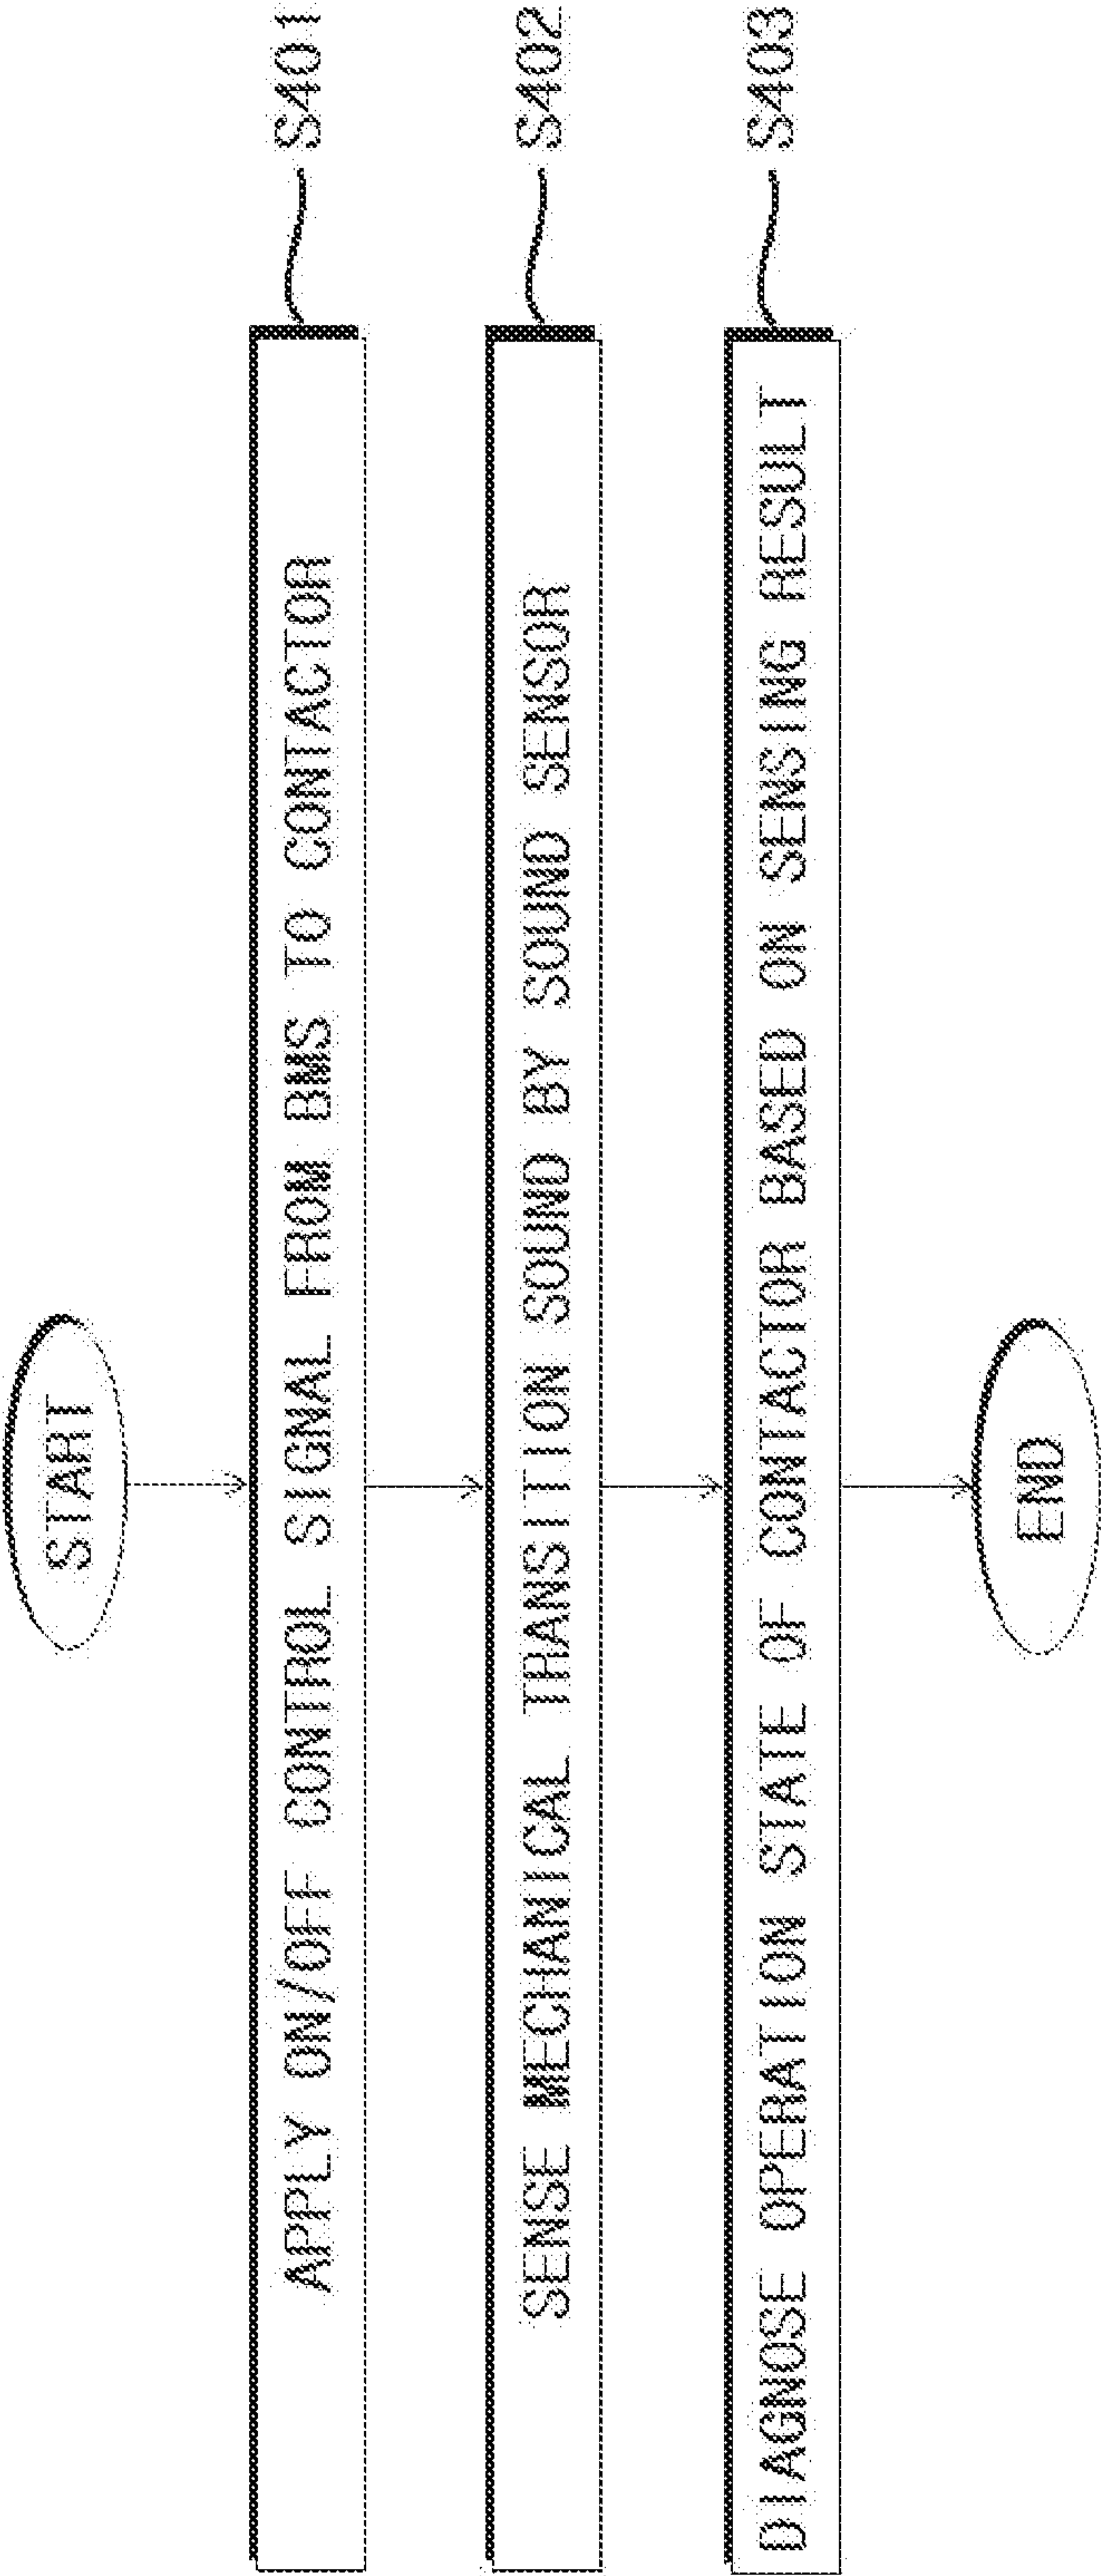 START
APPLY ON/OFF CONTROL SIGNAL FROM BMS TO CONTACTOR
S401
SENSE MECHANICAL TRANSITION SOUND BY SOUND SENSOR
S402
DIAGNOSE OPERATION STATE OF CONTACTOR BASED ON SENSING RESULT
S403
END